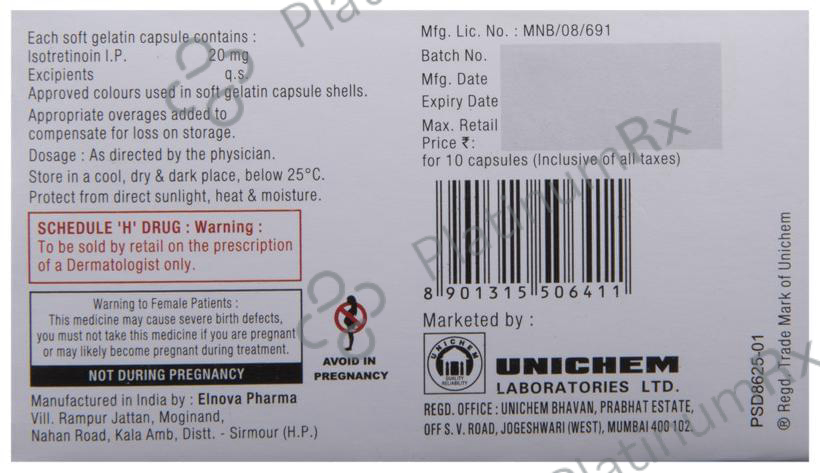 Each soft gelatin capsule contains :
Isotretinoin I.P. 20 mg
Excipients q.s.
Approved colours used in soft gelatin capsule shells.
Appropriate overages added to
compensate for loss on storage.
Dosage : As directed by the physician.
Store in a cool, dry & dark place, below 25°C.
Protect from direct sunlight, heat & moisture.
SCHEDULE 'H' DRUG : Warning :
To be sold by retail on the prescription
of a Dermatologist only.
Warning to Female Patients :
This medicine may cause severe birth defects,
you must not take this medicine if you are pregnant
or may likely become pregnant during treatment.
NOT DURING PREGNANCY
AVOID IN
PREGNANCY
Manufactured in India by : Elnova Pharma
Vill. Rampur Jattan, Moginand,
Nahan Road, Kala Amb, Distt. - Sirmour (H.P.)
Mfg. Lic. No. : MNB/08/691
Batch No.
Mfg. Date
Expiry Date
Max. Retail
Price ₹:
for 10 capsules (Inclusive of all taxes)
8 901315 506411
Marketed by :
UNICHEM
QUALITY
RELIABILITY
UNICHEM
LABORATORIES LTD.
REGD. OFFICE : UNICHEM BHAVAN, PRABHAT ESTATE,
OFF S. V. ROAD, JOGESHWARI (WEST), MUMBAI 400 102.
PSD8625-01
® Regd. Trade Mark of Unichem
PlatinumRx
PlatinumRx
PlatinumRx